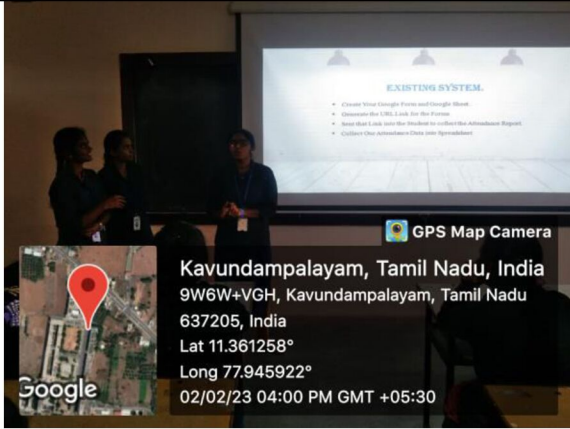 EXISTING SYSTEM.
Create Your Google Form and Google Sheet
Generate the URL Link for the Forms
Sent that Link into the Student to collect the Attendance Report
Collect Our Attendance Data into Spreadsheet
GPS Map Camera
Kavundampalayam, Tamil Nadu, India
9W6W+VGH, Kavundampalayam, Tamil Nadu
637205, India
Lat 11.361258°
Long 77.945922°
02/02/23 04:00 PM GMT +05:30
Google